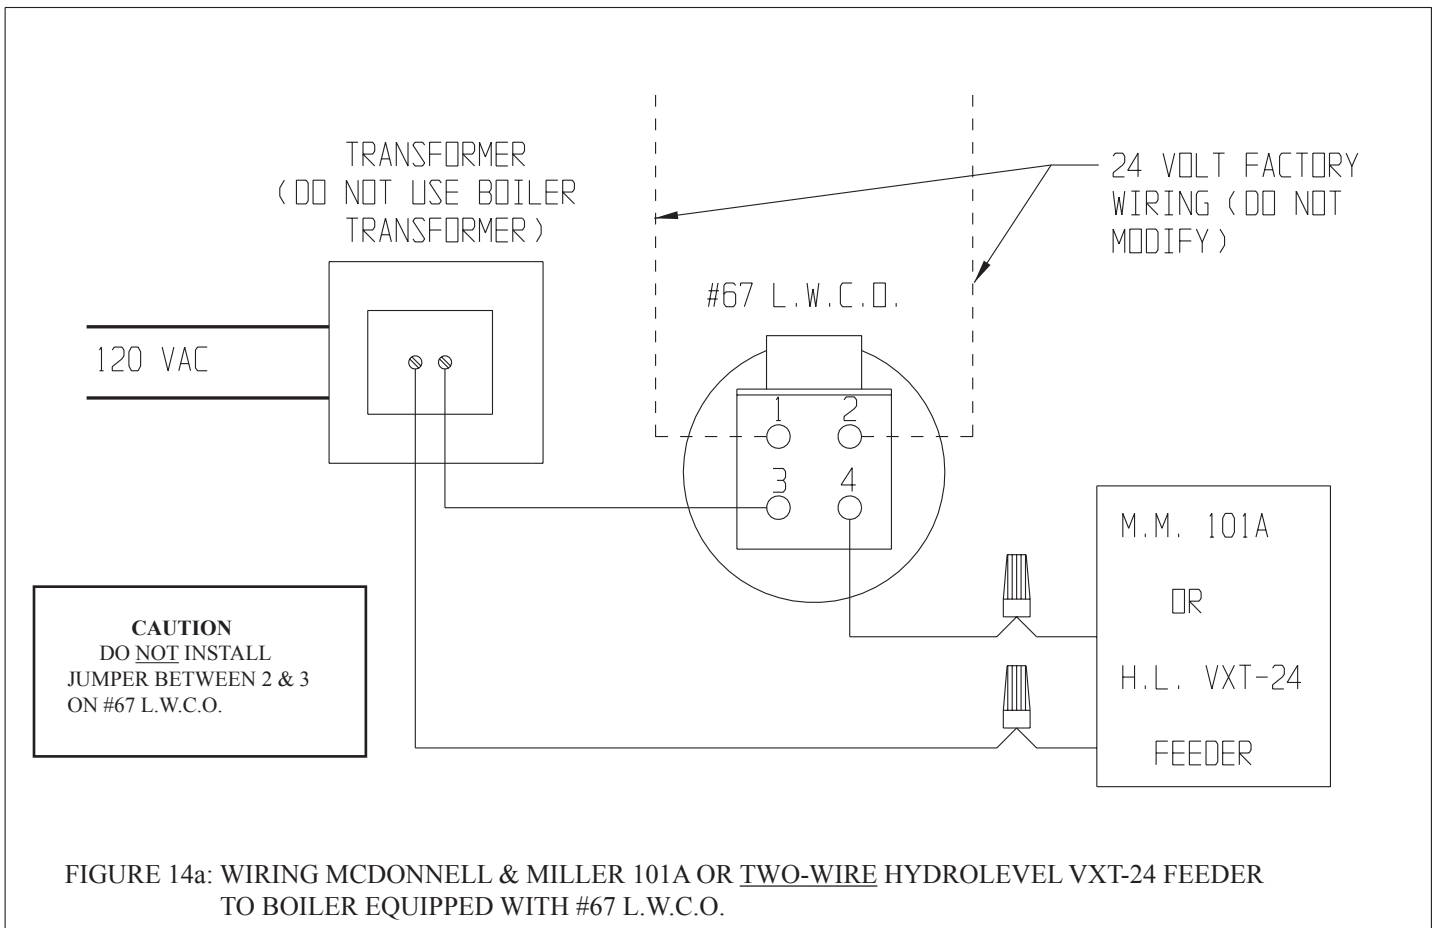 TRANSFORMER
(DO NOT USE BOILER
TRANSFORMER)
24 VOLT FACTORY
WIRING (DO NOT
MODIFY)
#67 L.W.C.O.
120 VAC
1 2
3 4
M.M. 101A
OR
H.L. VXT-24
FEEDER
CAUTION
DO NOT INSTALL
JUMPER BETWEEN 2 & 3
ON #67 L.W.C.O.
FIGURE 14a: WIRING MCDONNELL & MILLER 101A OR TWO-WIRE HYDROLEVEL VXT-24 FEEDER
TO BOILER EQUIPPED WITH #67 L.W.C.O.